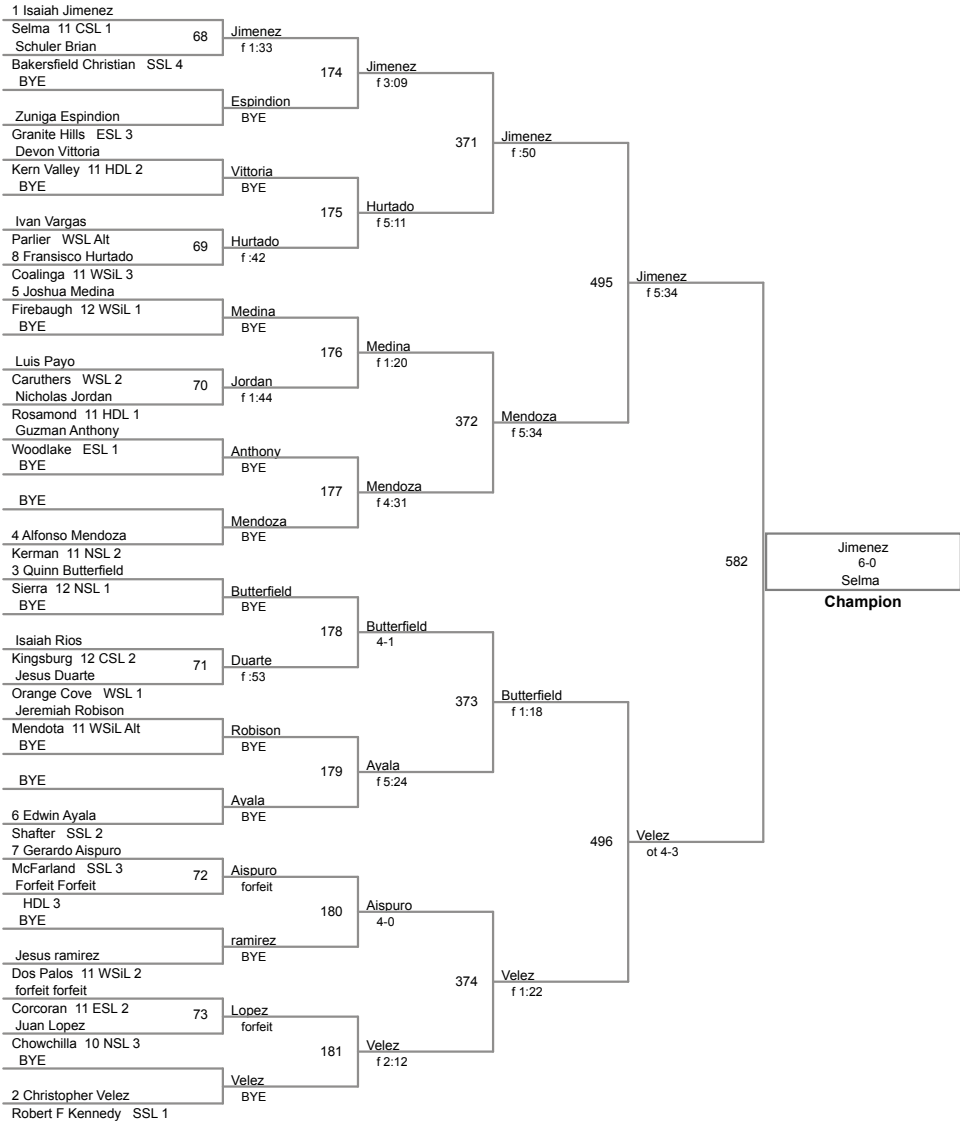 1 Isaiah Jimenez
Selma 11 CSL 1
68
Schuler Brian
Bakersfield Christian SSL 4
BYE
Zuniga Espindion
Granite Hills ESL 3
Devon Vittoria
Kern Valley 11 HDL 2
BYE
Ivan Vargas
Parlier WSL Alt
69
8 Fransisco Hurtado
Coalinga 11 WSiL 3
5 Joshua Medina
Firebaugh 12 WSiL 1
BYE
Luis Payo
Caruthers WSL 2
70
Nicholas Jordan
Rosamond 11 HDL 1
Guzman Anthony
Woodlake ESL 1
BYE
BYE
4 Alfonso Mendoza
Kerman 11 NSL 2
3 Quinn Butterfield
Sierra 12 NSL 1
BYE
Isaiah Rios
Kingsburg 12 CSL 2
71
Jesus Duarte
Orange Cove WSL 1
Jeremiah Robison
Mendota 11 WSiL Alt
BYE
BYE
6 Edwin Ayala
Shafter SSL 2
7 Gerardo Aispuro
McFarland SSL 3
72
Forfeit Forfeit
HDL 3
BYE
Jesus ramirez
Dos Palos 11 WSiL 2
forfeit forfeit
Corcoran 11 ESL 2
73
Juan Lopez
Chowchilla 10 NSL 3
BYE
2 Christopher Velez
Robert F Kennedy SSL 1
Jimenez
f 1:33
174
Espindion
BYE
Vittoria
BYE
175
Hurtado
f :42
Medina
BYE
176
Jordan
f 1:44
Anthony
BYE
177
Mendoza
BYE
Butterfield
BYE
178
Duarte
f :53
Robison
BYE
179
Ayala
BYE
Aispuro
forfeit
180
ramirez
BYE
Lopez
forfeit
181
Velez
BYE
Jimenez
f 3:09
371
Hurtado
f 5:11
Medina
f 1:20
372
Mendoza
f 4:31
Butterfield
4-1
373
Ayala
f 5:24
Aispuro
4-0
374
Velez
f 2:12
Jimenez
f :50
495
Mendoza
f 5:34
Butterfield
f 1:18
496
Velez
f 1:22
Jimenez
f 5:34
582
Velez
ot 4-3
Jimenez
6-0
Selma
Champion